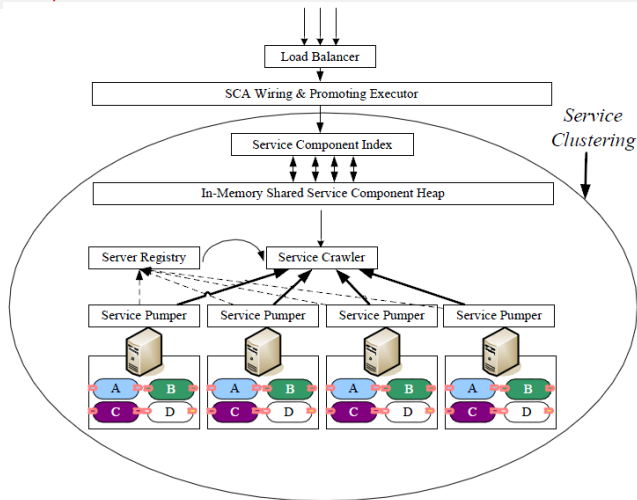 Load Balancer
SCA Wiring & Promoting Executor
Service
Clustering
Service Component Index
In-Memory Shared Service Component Heap
Server Registry
Service Crawler
Service Pumper
Service Pumper
Service Pumper
Service Pumper
A
B
A
B
A
B
A
B
C
D
C
D
C
D
C
D